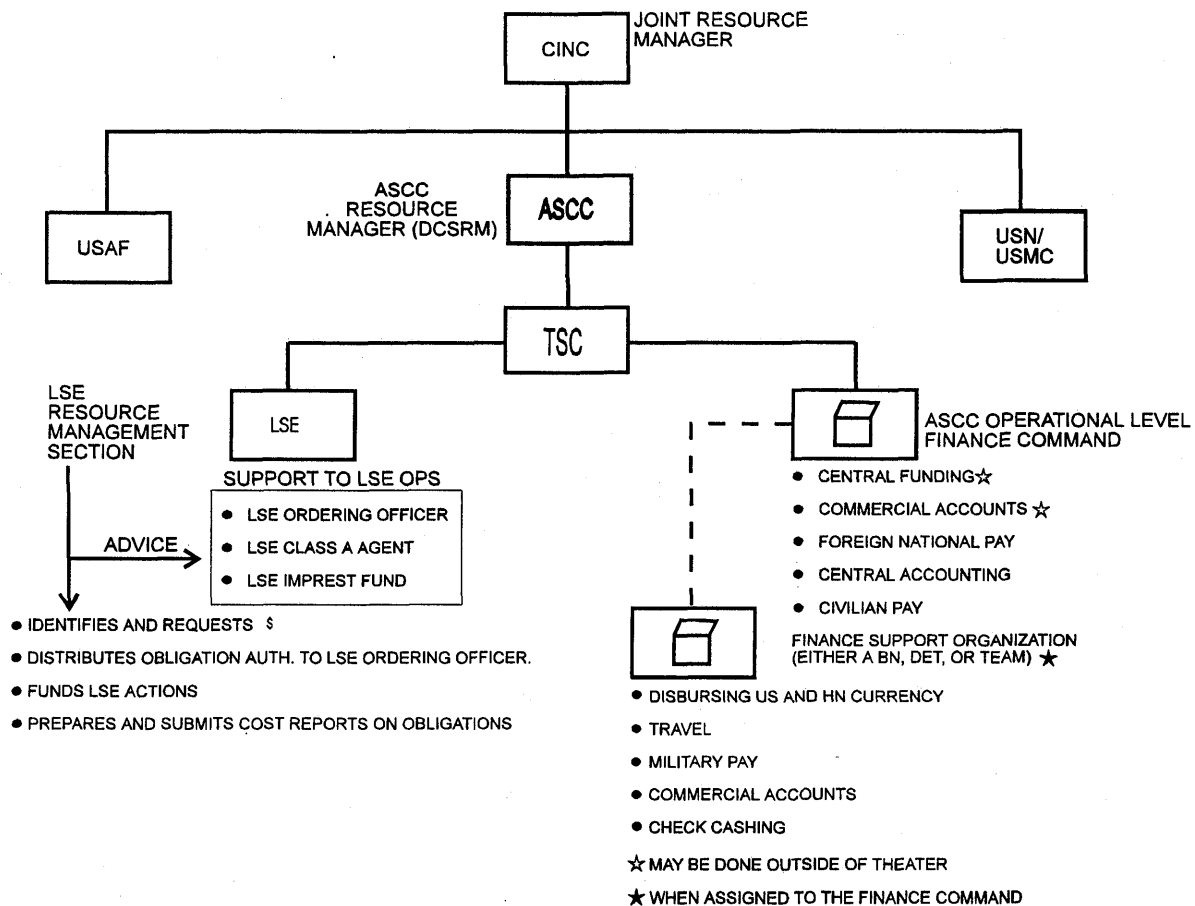 JOINT RESOURCE
MANAGER
CINC
ASCC
RESOURCE
MANAGER (DCSRM)
ASCC
USAF
USN/
USMC
TSC
LSE
RESOURCE
MANAGEMENT
SECTION
LSE
ASCC OPERATIONAL LEVEL
FINANCE COMMAND
SUPPORT TO LSE OPS
● LSE ORDERING OFFICER
● LSE CLASS A AGENT
● LSE IMPREST FUND
ADVICE
● IDENTIFIES AND REQUESTS $
● DISTRIBUTES OBLIGATION AUTH. TO LSE ORDERING OFFICER.
● FUNDS LSE ACTIONS
● PREPARES AND SUBMITS COST REPORTS ON OBLIGATIONS
● CENTRAL FUNDING☆
● COMMERCIAL ACCOUNTS ☆
● FOREIGN NATIONAL PAY
● CENTRAL ACCOUNTING
● CIVILIAN PAY
FINANCE SUPPORT ORGANIZATION
(EITHER A BN, DET, OR TEAM) ★
● DISBURSING US AND HN CURRENCY
● TRAVEL
● MILITARY PAY
● COMMERCIAL ACCOUNTS
● CHECK CASHING
☆ MAY BE DONE OUTSIDE OF THEATER
★ WHEN ASSIGNED TO THE FINANCE COMMAND